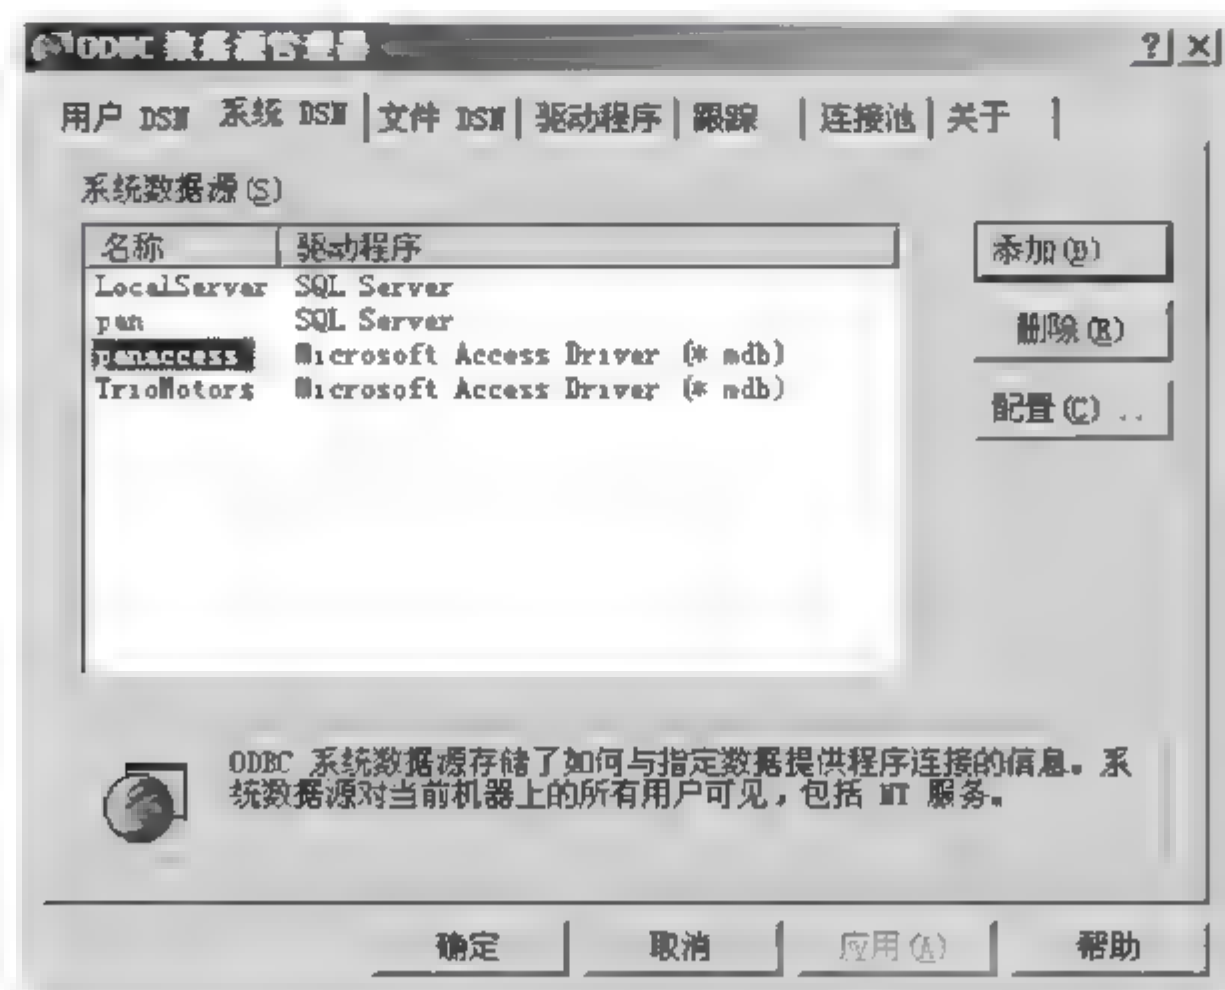 ODBC 数据源管理器
用户 DSN 系统 DSN 文件 DSN 驱动程序 跟踪 连接池 关于
系统数据源(S)
名称 驱动程序
LocalServer SQL Server
pan SQL Server
panaccess Microsoft Access Driver (*.mdb)
TrioMotors Microsoft Access Driver (*.mdb)
添加(D)
删除(R)
配置(C)...
ODBC 系统数据源存储了如何与指定数据提供程序连接的信息。系
统数据源对当前机器上的所有用户可见,包括 NT 服务。
确定 取消 应用(A) 帮助